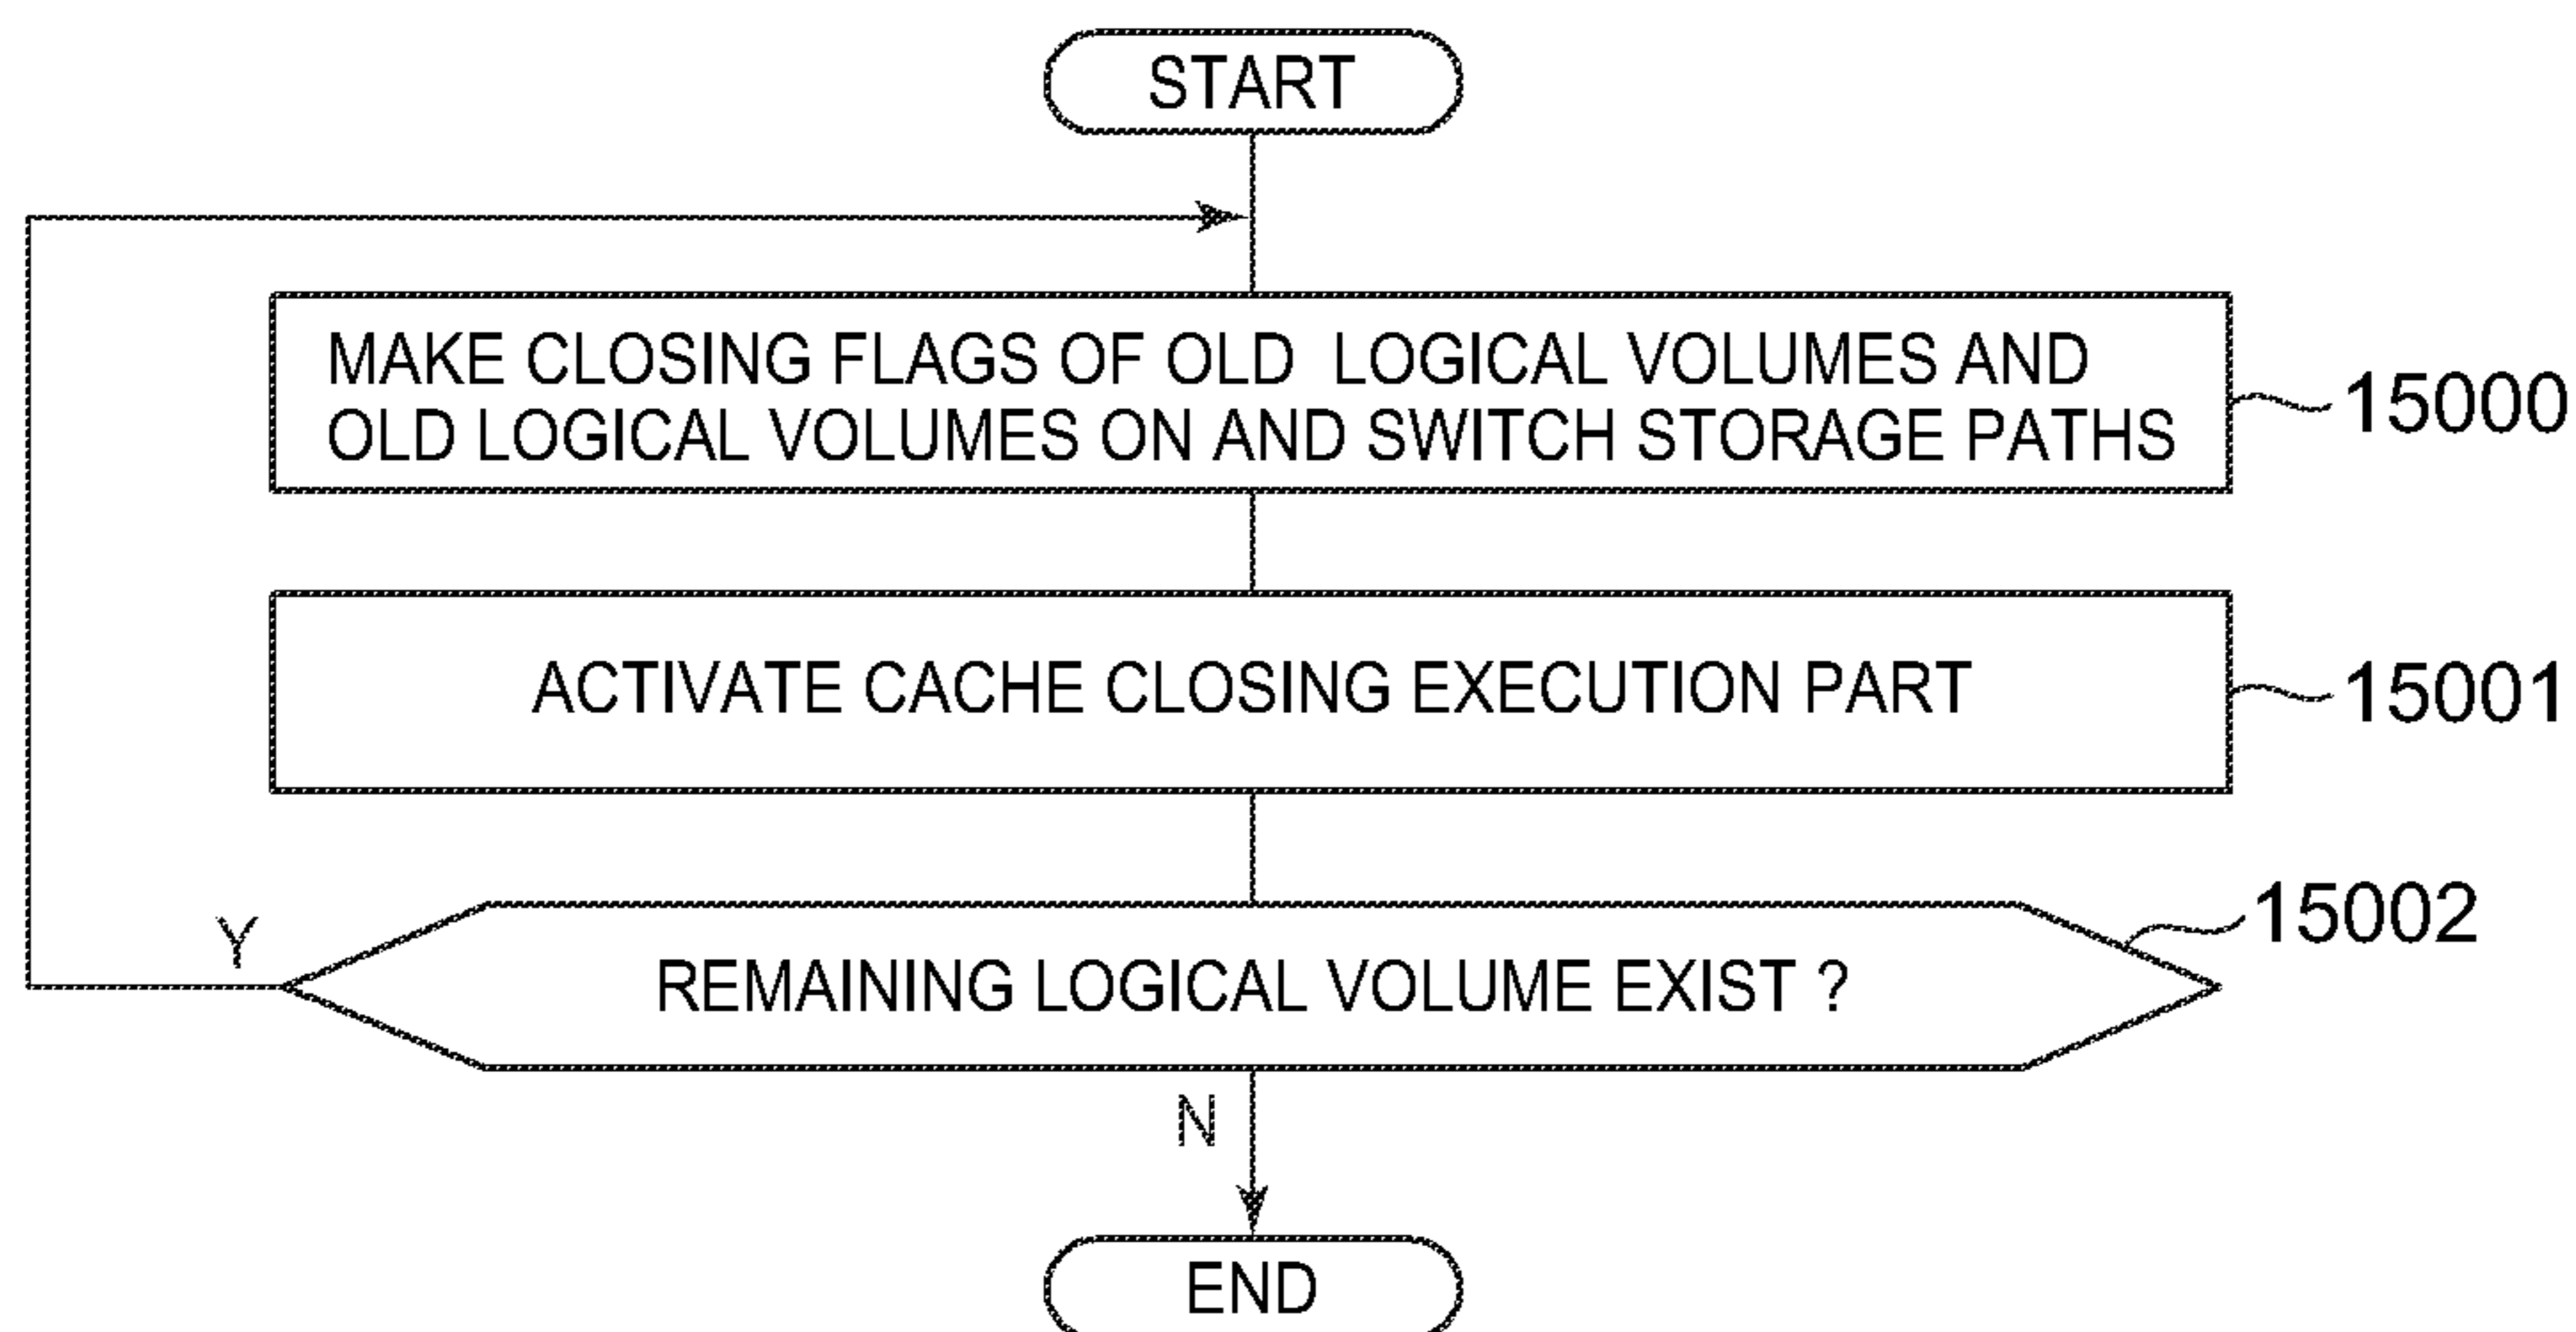 START
MAKE CLOSING FLAGS OF OLD LOGICAL VOLUMES AND
OLD LOGICAL VOLUMES ON AND SWITCH STORAGE PATHS
15000
ACTIVATE CACHE CLOSING EXECUTION PART
15001
15002
Y
REMAINING LOGICAL VOLUME EXIST ?
N
END